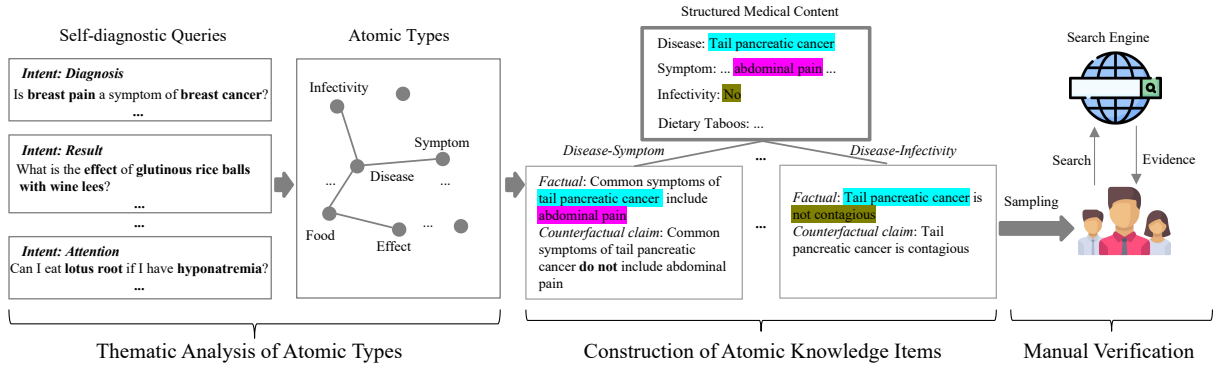 Self-diagnostic Queries
Intent: Diagnosis
Is breast pain a symptom of breast cancer?
...
Intent: Result
What is the effect of glutinous rice balls
with wine lees?
...
...
Intent: Attention
Can I eat lotus root if I have hyponatremia?
...
Atomic Types
Infectivity
Symptom
...
Disease
...
Food
Effect
...
Thematic Analysis of Atomic Types
Structured Medical Content
Disease: Tail pancreatic cancer
Symptom: ... abdominal pain ...
Infectivity: No
Dietary Taboos: ...
Disease-Symptom
...
Disease-Infectivity
Factual: Common symptoms of
tail pancreatic cancer include
abdominal pain
Counterfactual claim: Common
symptoms of tail pancreatic
cancer do not include abdominal
pain
...
Factual: Tail pancreatic cancer is
not contagious
Counterfactual claim: Tail
pancreatic cancer is contagious
Construction of Atomic Knowledge Items
Search Engine
Search
Evidence
Sampling
Manual Verification